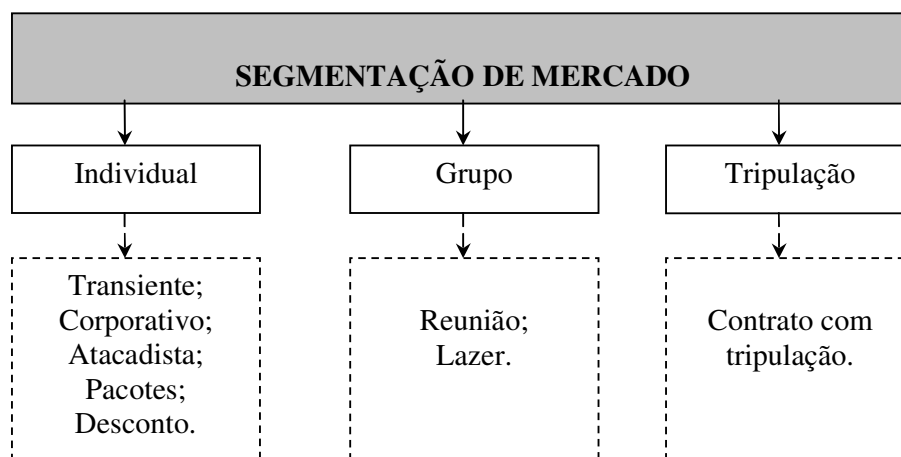 SEGMENTAÇÃO DE MERCADO
Individual
Grupo
Tripulação
Transiente;
Corporativo;
Atacadista;
Pacotes;
Desconto.
Reunião;
Lazer.
Contrato com
tripulação.